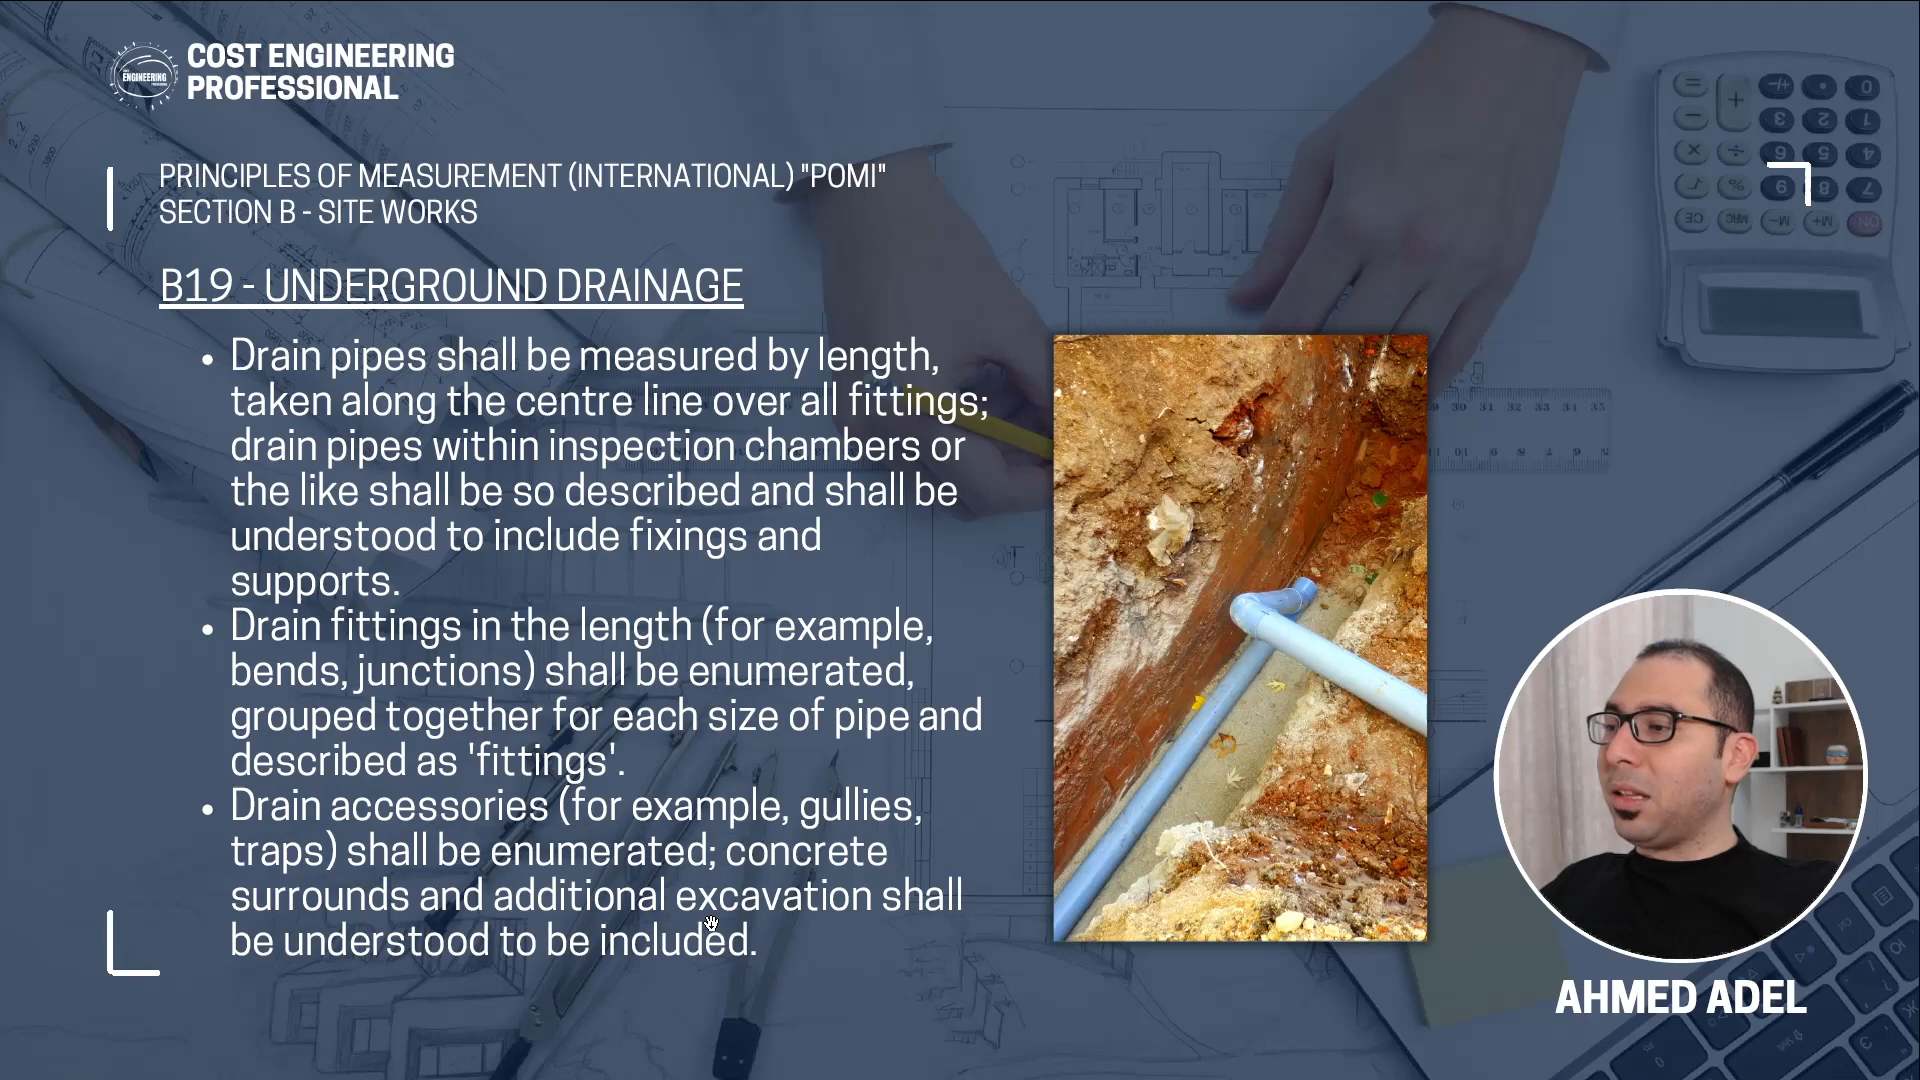 COST ENGINEERING
PROFESSIONAL
ENGINEERING
PRINCIPLES OF MEASUREMENT (INTERNATIONAL) "POMI"
SECTION B - SITE WORKS
B19 - UNDERGROUND DRAINAGE
• Drain pipes shall be measured by length,
taken along the centre line over all fittings;
drain pipes within inspection chambers or
the like shall be so described and shall be
understood to include fixings and
supports.
• Drain fittings in the length (for example,
bends, junctions) shall be enumerated,
grouped together for each size of pipe and
described as 'fittings'.
• Drain accessories (for example, gullies,
traps) shall be enumerated; concrete
surrounds and additional excavation shall
be understood to be included.
AHMED ADEL